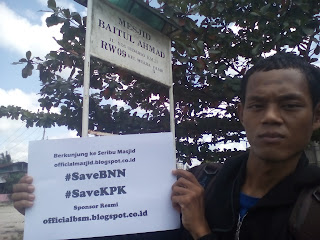 MESJID
BAITUL AHMAD
RW 09
Berkunjung ke Seribu Masjid
officialmasjid.blogspot.co.id
#SaveBNN
#SaveKPK
Sponsor Resmi
officialbsm.blogspot.co.id